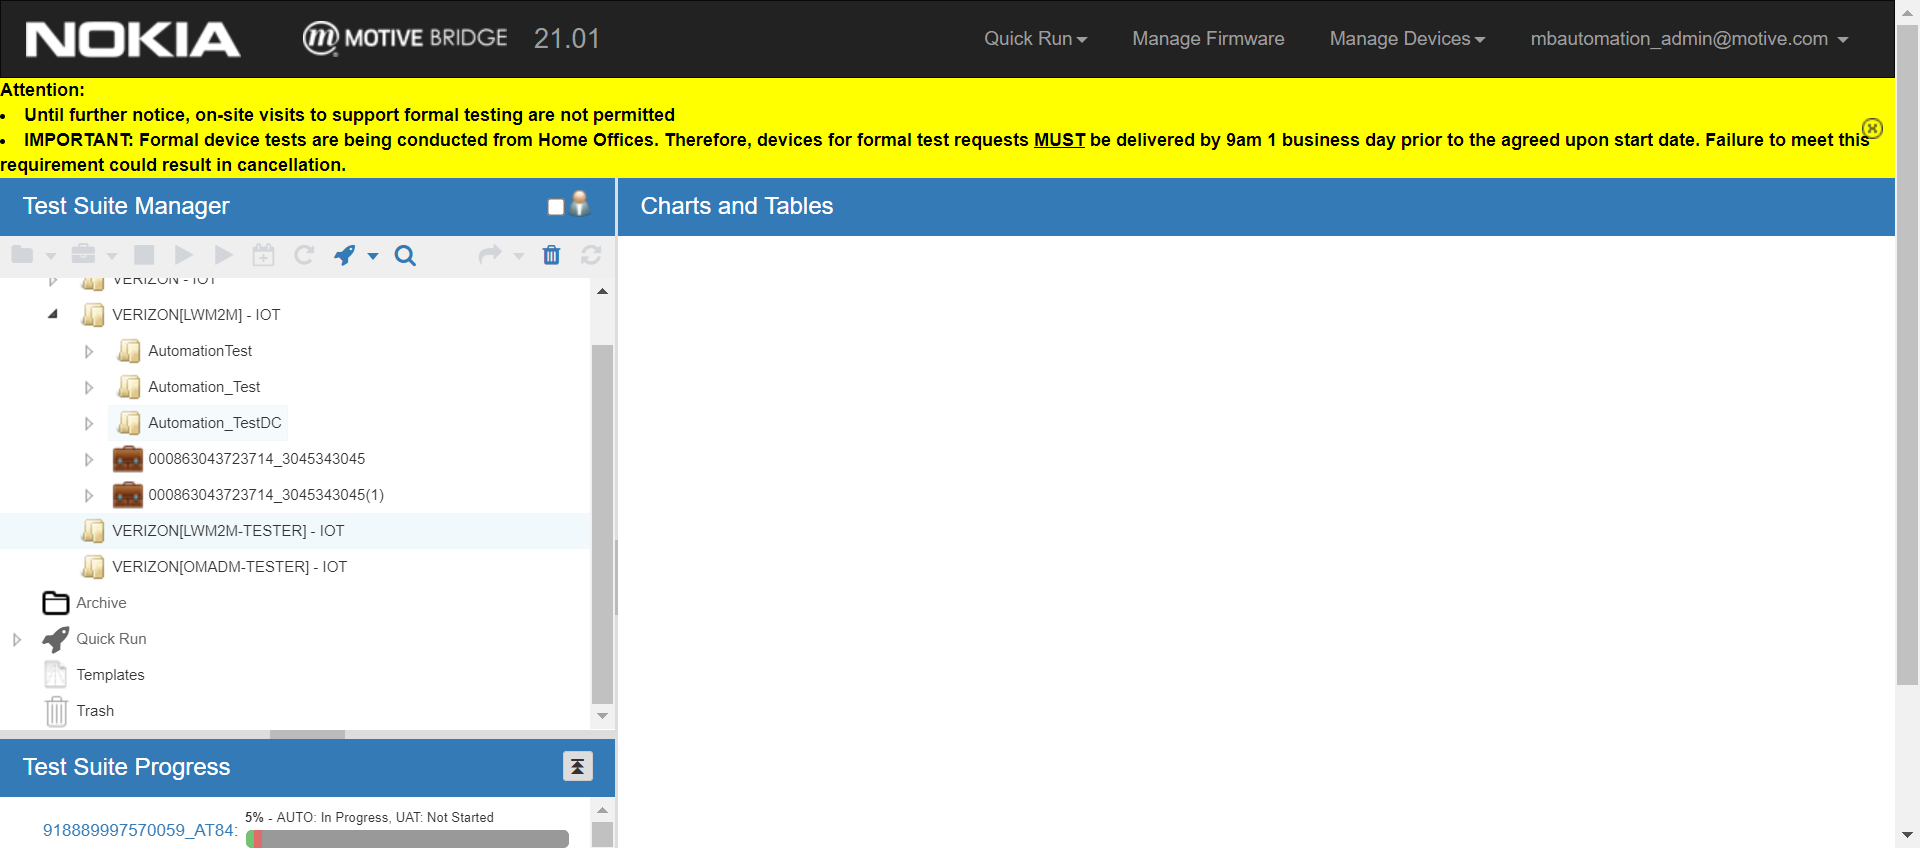 NOKIA
m MOTIVE BRIDGE 21.01
Quick Run Manage Firmware Manage Devices mbautomation_admin@motive.com
Attention:
• Until further notice, on-site visits to support formal testing are not permitted
• IMPORTANT: Formal device tests are being conducted from Home Offices. Therefore, devices for formal test requests MUST be delivered by 9am 1 business day prior to the agreed upon start date. Failure to meet this
requirement could result in cancellation.
Test Suite Manager
Charts and Tables
VERIZON - IOT
VERIZON[LWM2M] - IOT
AutomationTest
Automation_Test
Automation_TestDC
000863043723714_3045343045
000863043723714_3045343045(1)
VERIZON[LWM2M-TESTER] - IOT
VERIZON[OMADM-TESTER] - IOT
Archive
Quick Run
Templates
Trash
Test Suite Progress
918889997570059_AT84:
5% - AUTO: In Progress, UAT: Not Started